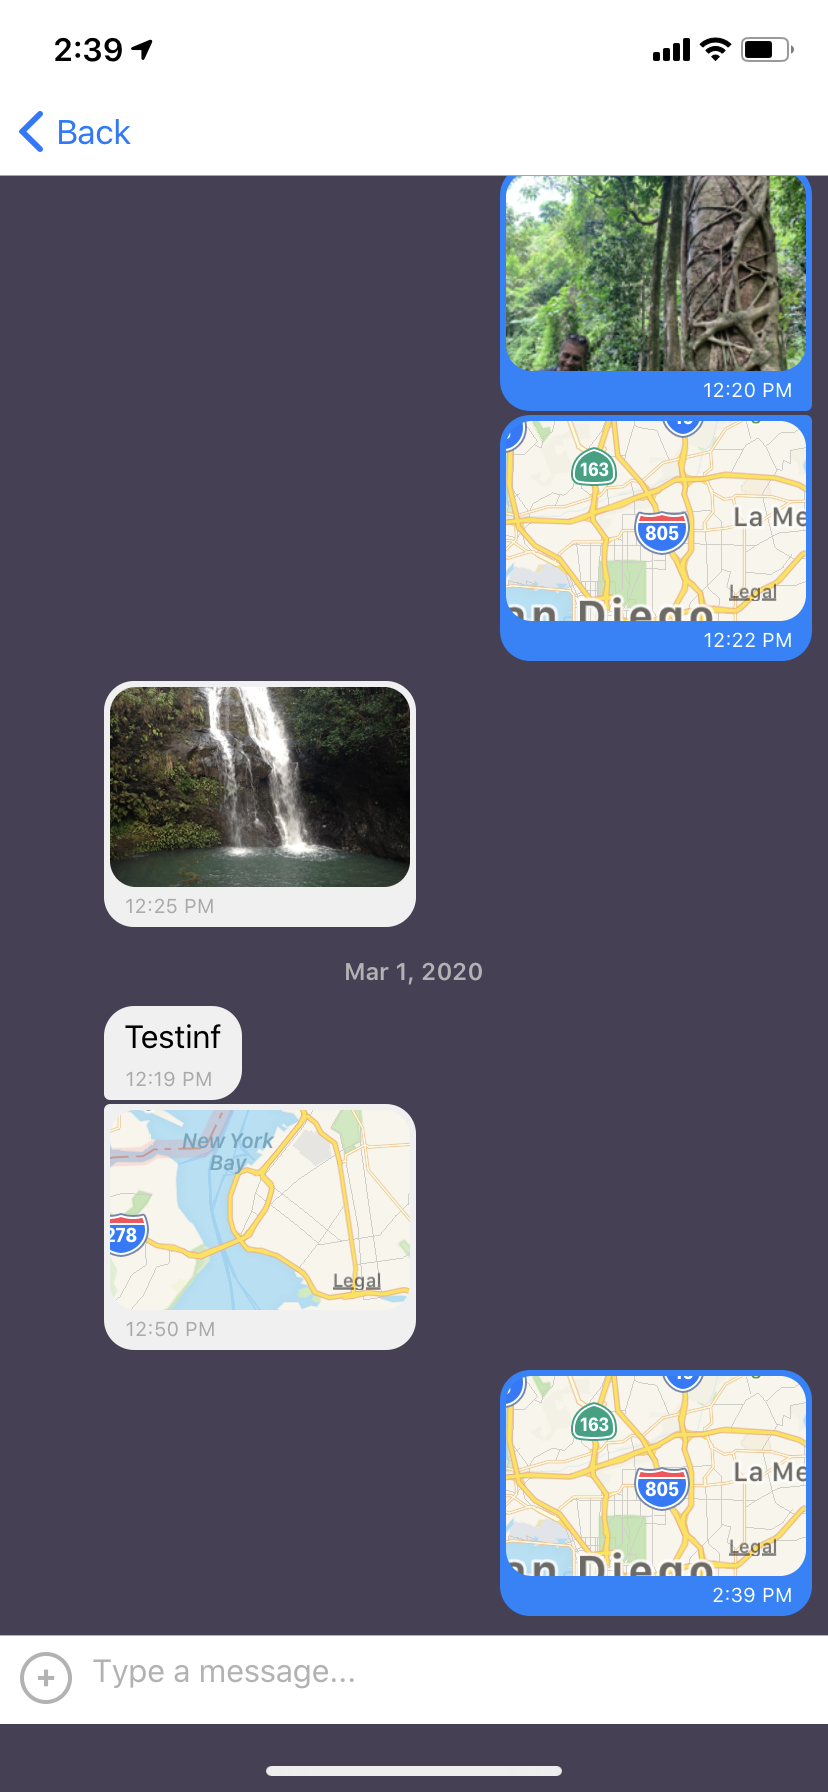 2:39
Back
12:20 PM
163
805
La Me
Legal
an Diego
12:22 PM
12:25 PM
Mar 1, 2020
Testinf
12:19 PM
New York
Bay
278
Legal
12:50 PM
163
805
La Me
Legal
an Diego
2:39 PM
Type a message...